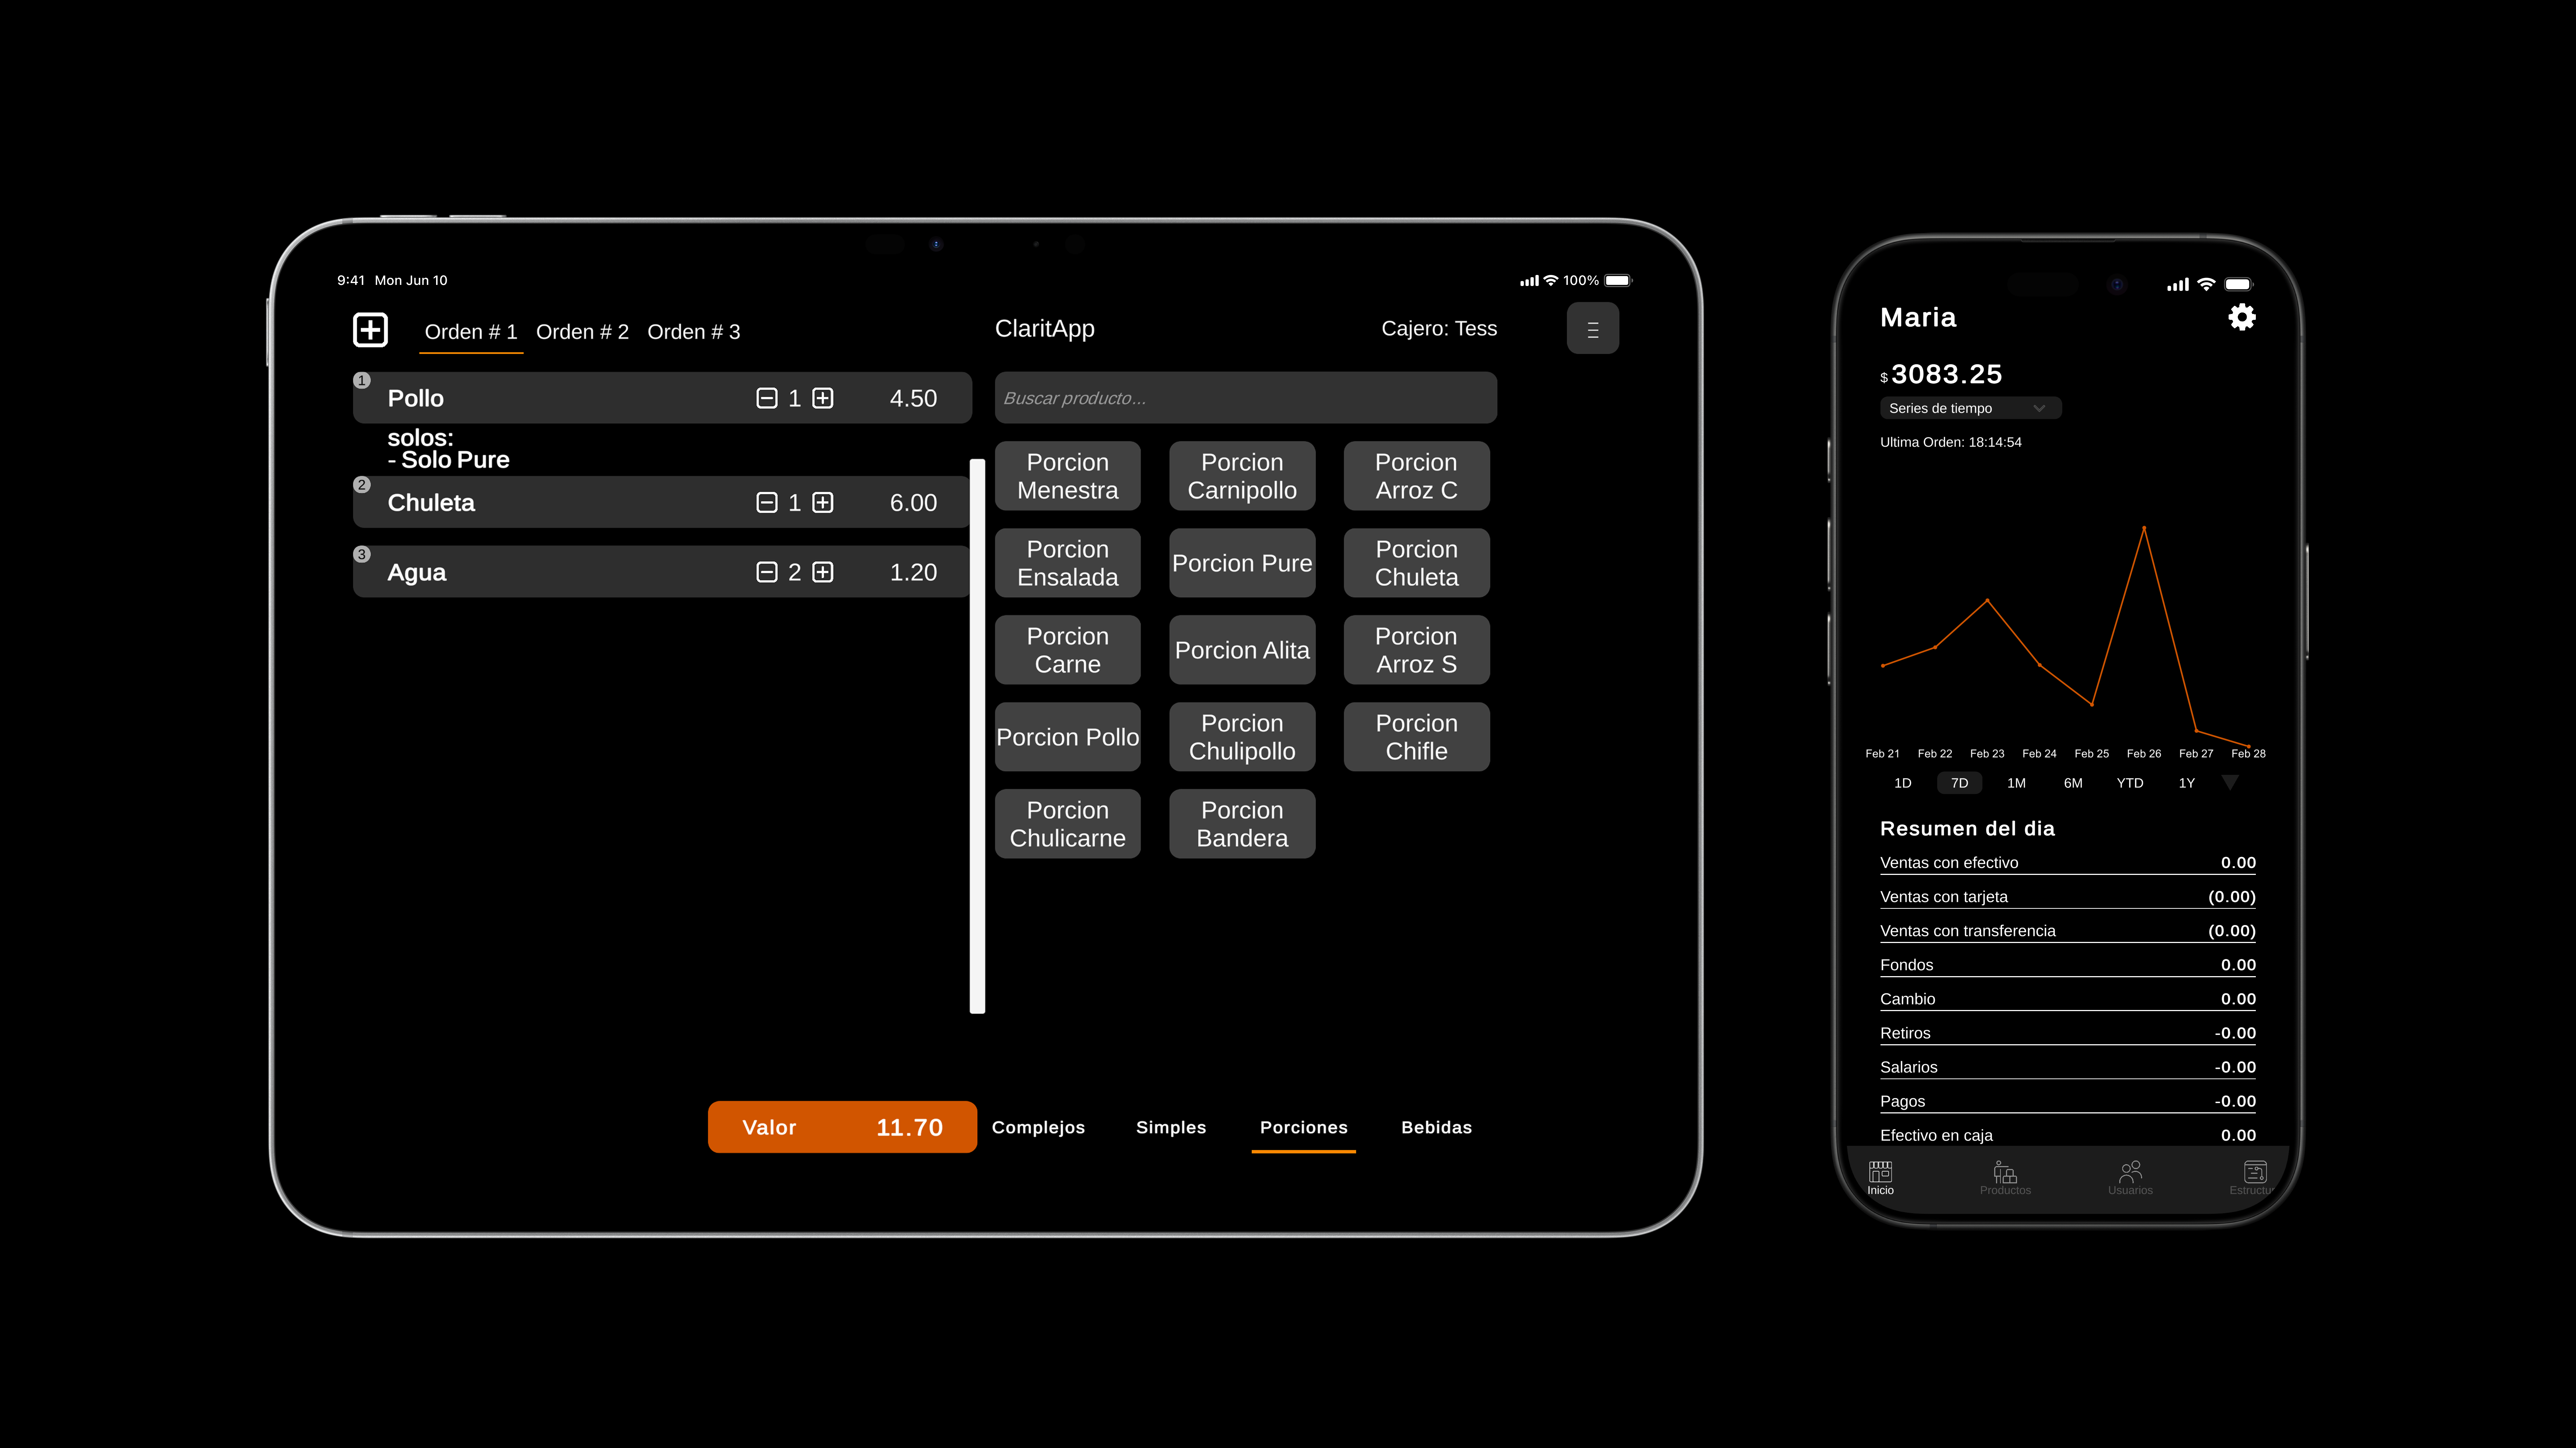 9:41 Mon Jun 10
100%
Orden # 1 Orden # 2 Orden # 3
ClaritApp
Cajero: Tess
1
Pollo 1 4.50
solos:
- Solo Pure
2
Chuleta 1 6.00
3
Agua 2 1.20
Buscar producto...
Porcion
Menestra
Porcion
Carnipollo
Porcion
Arroz C
Porcion
Ensalada
Porcion Pure
Porcion
Chuleta
Porcion
Carne
Porcion Alita
Porcion
Arroz S
Porcion Pollo
Porcion
Chulipollo
Porcion
Chifle
Porcion
Chulicarne
Porcion
Bandera
Valor 11.70
Complejos Simples Porciones Bebidas
Maria
$ 3083.25
Series de tiempo
Ultima Orden: 18:14:54
Feb 21 Feb 22 Feb 23 Feb 24 Feb 25 Feb 26 Feb 27 Feb 28
1D 7D 1M 6M YTD 1Y
Resumen del dia
Ventas con efectivo 0.00
Ventas con tarjeta (0.00)
Ventas con transferencia (0.00)
Fondos 0.00
Cambio 0.00
Retiros -0.00
Salarios -0.00
Pagos -0.00
Efectivo en caja 0.00
Inicio Productos Usuarios Estructu